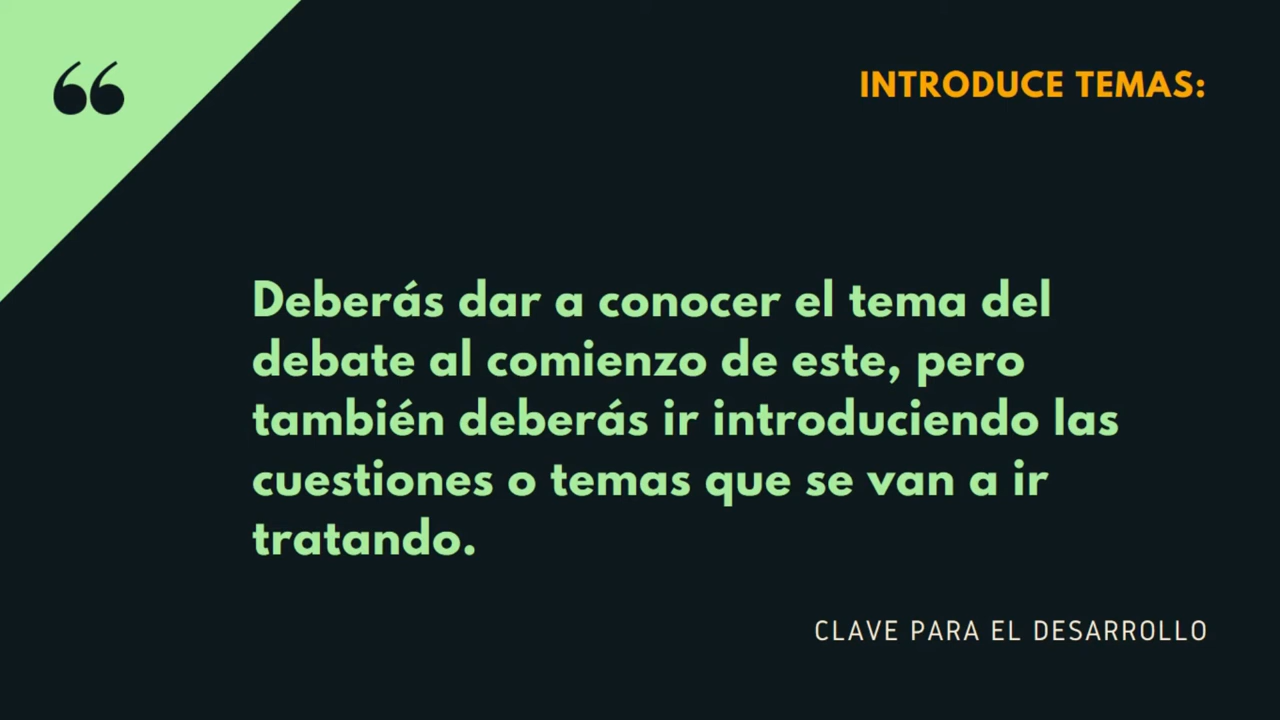 “
INTRODUCE TEMAS:
Deberás dar a conocer el tema del
debate al comienzo de este, pero
también deberás ir introduciendo las
cuestiones o temas que se van a ir
tratando.
CLAVE PARA EL DESARROLLO